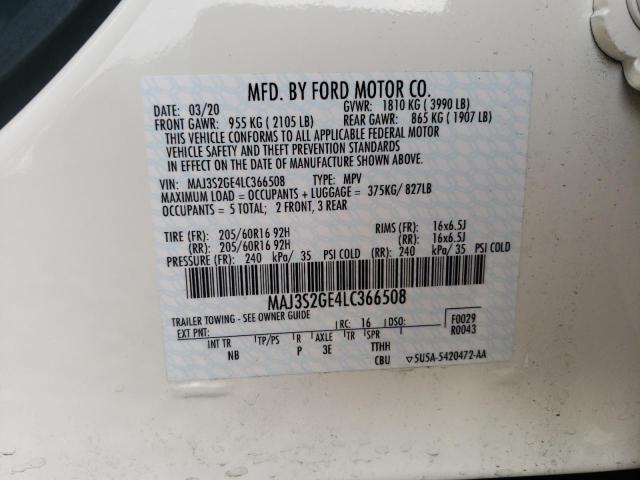 MFD. BY FORD MOTOR CO.
DATE: 03/20 GVWR: 1810 KG ( 3990 LB)
FRONT GAWR: 955 KG ( 2105 LB) REAR GAWR: 865 KG ( 1907 LB)
THIS VEHICLE CONFORMS TO ALL APPLICABLE FEDERAL MOTOR
VEHICLE SAFETY AND THEFT PREVENTION STANDARDS
IN EFFECT ON THE DATE OF MANUFACTURE SHOWN ABOVE.
VIN: MAJ3S2GE4LC366508 TYPE: MPV
MAXIMUM LOAD = OCCUPANTS + LUGGAGE = 375KG/ 827LB
OCCUPANTS = 5 TOTAL; 2 FRONT, 3 REAR
TIRE (FR): 205/60R16 92H RIMS (FR): 16x6.5J
(RR): 205/60R16 92H (RR): 16x6.5J
PRESSURE (FR): 240 kPa/ 35 PSI COLD (RR): 240 kPa/ 35 PSI COLD
MAJ3S2GE4LC366508
TRAILER TOWING - SEE OWNER GUIDE
EXT PNT: RC: 16 DSO: F0029
R0043
INT TR TP/PS R AXLE TR SPR
NB P 3E TTHH
CBU 5U5A-5420472-AA